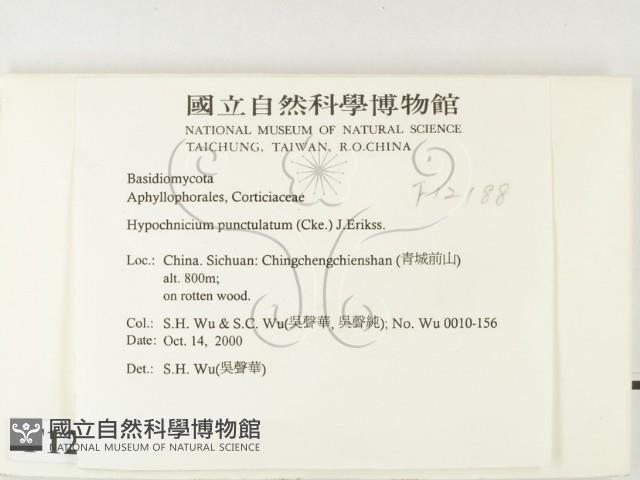 國立自然科學博物館
NATIONAL MUSEUM OF NATURAL SCIENCE
TAICHUNG, TAIWAN, R.O.CHINA
Basidiomycota
Aphyllophorales, Corticiaceae
F12188
Hypochnicium punctulatum (Cke.) J.Erikss.
Loc.: China. Sichuan: Chingchengchienshan (青城前山)
alt. 800m;
on rotten wood.
Col.: S.H. Wu & S.C. Wu(吳聲華, 吳聲純); No. Wu 0010-156
Date: Oct. 14, 2000
Det.: S.H. Wu(吳聲華)
國立自然科學博物館
NATIONAL MUSEUM OF NATURAL SCIENCE